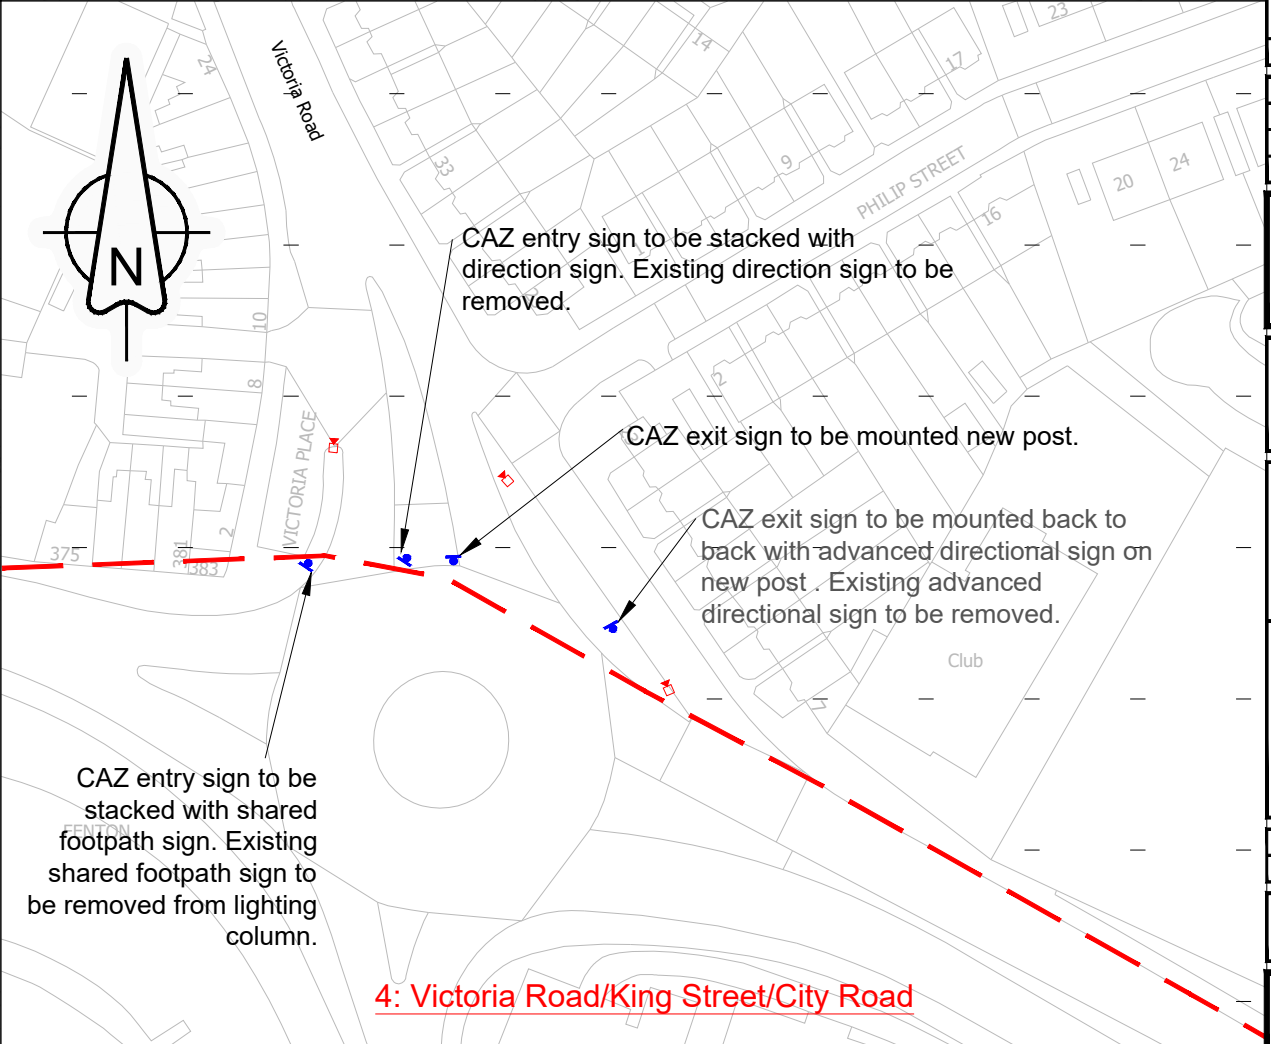 23
14
24
17
Victoria Road
33
9
PHILIP STREET
24
20
16
N
CAZ entry sign to be stacked with
direction sign. Existing direction sign to be
removed.
10
8
2
CAZ exit sign to be mounted new post.
VICTORIA PLACE
CAZ exit sign to be mounted back to
back with advanced directional sign on
new post . Existing advanced
directional sign to be removed.
2
375
381
383
Club
7
CAZ entry sign to be
stacked with shared
footpath sign. Existing
shared footpath sign to
be removed from lighting
column.
FENTON
4: Victoria Road/King Street/City Road